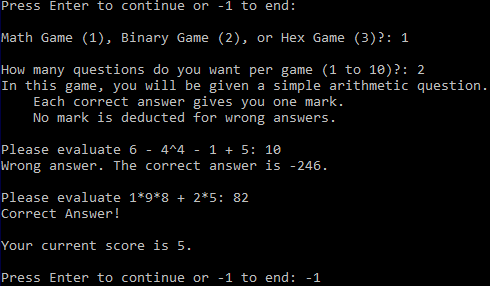 Press Enter to continue or -1 to end:
Math Game (1), Binary Game (2), or Hex Game (3)?: 1
How many questions do you want per game (1 to 10)?: 2
In this game, you will be given a simple arithmetic question.
Each correct answer gives you one mark.
No mark is deducted for wrong answers.
Please evaluate 6 - 4^4 - 1 + 5: 10
Wrong answer. The correct answer is -246.
Please evaluate 1*9*8 + 2*5: 82
Correct Answer!
Your current score is 5.
Press Enter to continue or -1 to end: -1